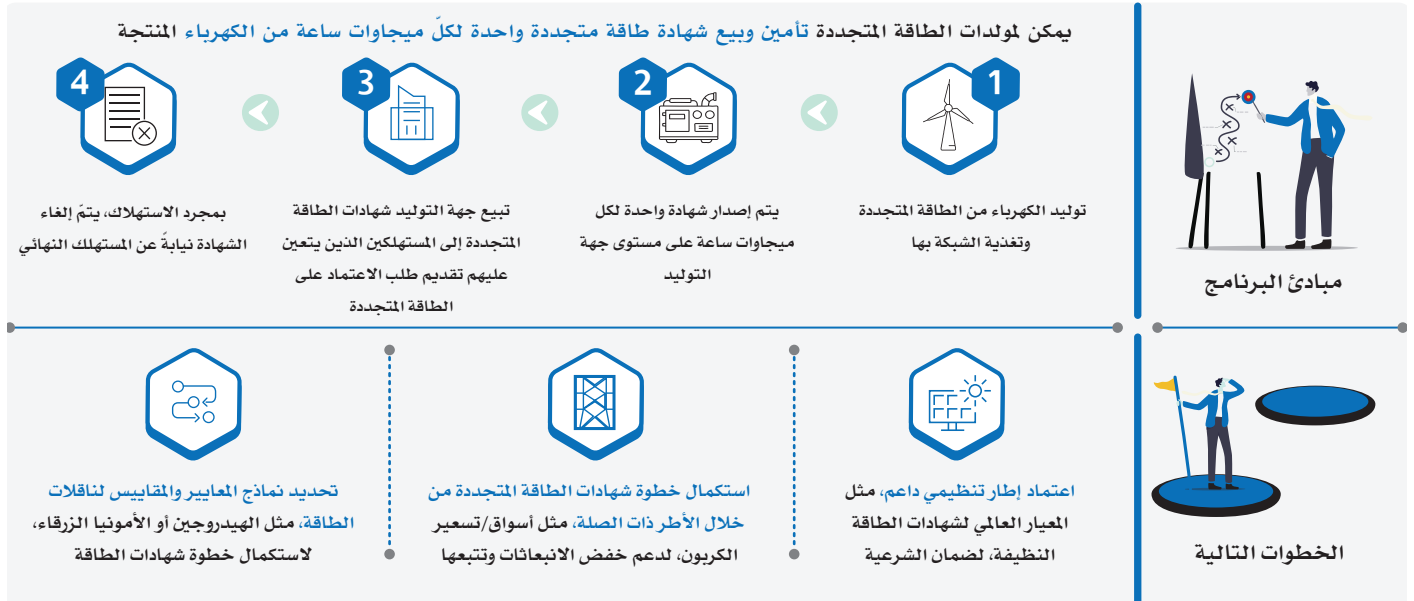 يمكن لمولدات الطاقة المتجددة تأمين وبيع شهادة طاقة متجددة واحدة لكلّ ميجاوات ساعة من الكهرباء المنتجة
مبادئ البرنامج
1
توليد الكهرباء من الطاقة المتجددة
وتغذية الشبكة بها
2
يتم إصدار شهادة واحدة لكل
ميجاوات ساعة على مستوى جهة
التوليد
3
تبيع جهة التوليد شهادات الطاقة
المتجددة إلى المستهلكين الذين يتعين
عليهم تقديم طلب الاعتماد على
الطاقة المتجددة
4
بمجرد الاستهلاك، يتمّ إلغاء
الشهادة نيابةً عن المستهلك النهائي
الخطوات التالية
اعتماد إطار تنظيمي داعم، مثل
المعيار العالمي لشهادات الطاقة
النظيفة، لضمان الشرعية
استكمال خطوة شهادات الطاقة المتجددة من
خلال الأطر ذات الصلة، مثل أسواق/تسعير
الكربون، لدعم خفض الانبعاثات وتتبعها
تحديد نماذج المعايير والمقاييس لناقلات
الطاقة، مثل الهيدروجين أو الأمونيا الزرقاء،
لاستكمال خطوة شهادات الطاقة